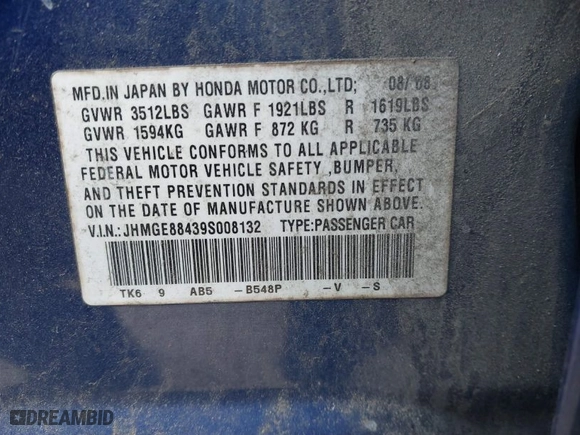 MFD.IN JAPAN BY HONDA MOTOR CO.,LTD; 08/'08
GVWR 3512LBS GAWR F 1921LBS R 1619LBS
GVWR 1594KG GAWR F 872 KG R 735 KG
THIS VEHICLE CONFORMS TO ALL APPLICABLE
FEDERAL MOTOR VEHICLE SAFETY ,BUMPER,
AND THEFT PREVENTION STANDARDS IN EFFECT
ON THE DATE OF MANUFACTURE SHOWN ABOVE.
V.I.N.:JHMGE88439S008132 TYPE:PASSENGER CAR
TK6 9 AB5 -B548P -V -S
DREAMBID